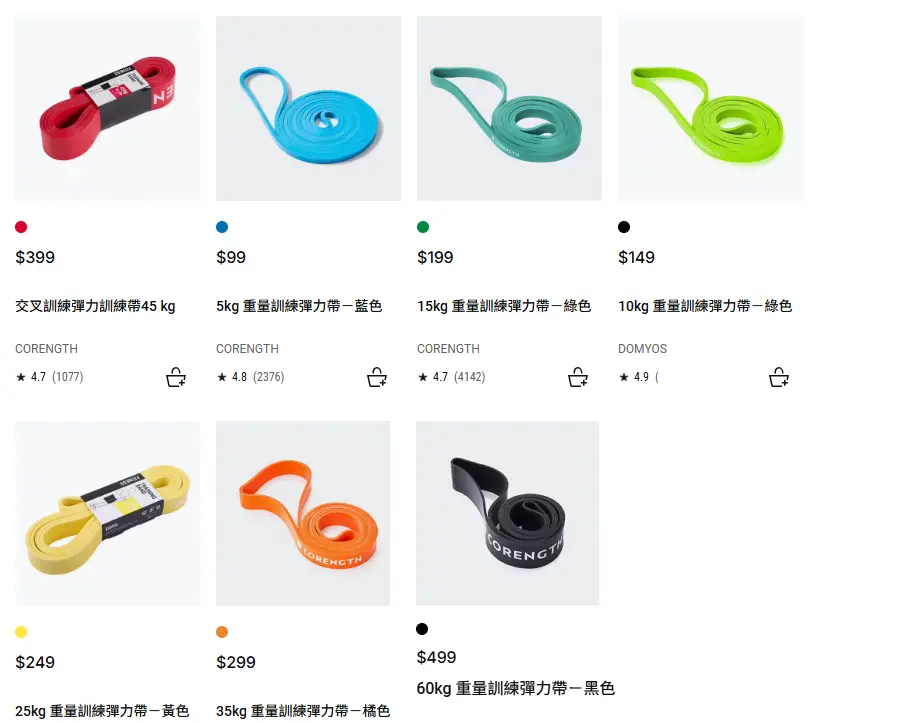 $399
$99
$199
$149
交叉訓練彈力訓練帶45 kg
5kg 重量訓練彈力帶－藍色
15kg 重量訓練彈力帶－綠色
10kg 重量訓練彈力帶－綠色
CORENGTH
CORENGTH
CORENGTH
DOMYOS
★ 4.7 (1077)
★ 4.8 (2376)
★ 4.7 (4142)
★ 4.9 (
FITNESS
TRAINING
BAND
CORENGTH
CORENGTH
$249
$299
$499
25kg 重量訓練彈力帶－黃色
35kg 重量訓練彈力帶－橘色
60kg 重量訓練彈力帶－黑色